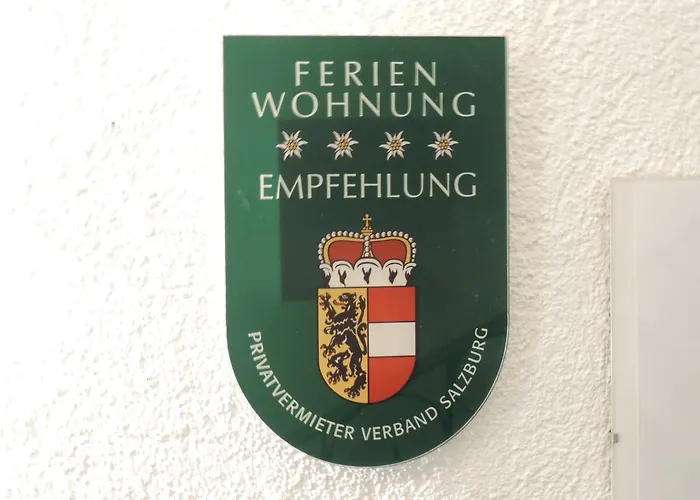 FERIEN
WOHNUNG
EMPFEHLUNG
PRIVATVERMIETER VERBAND SALZBURG